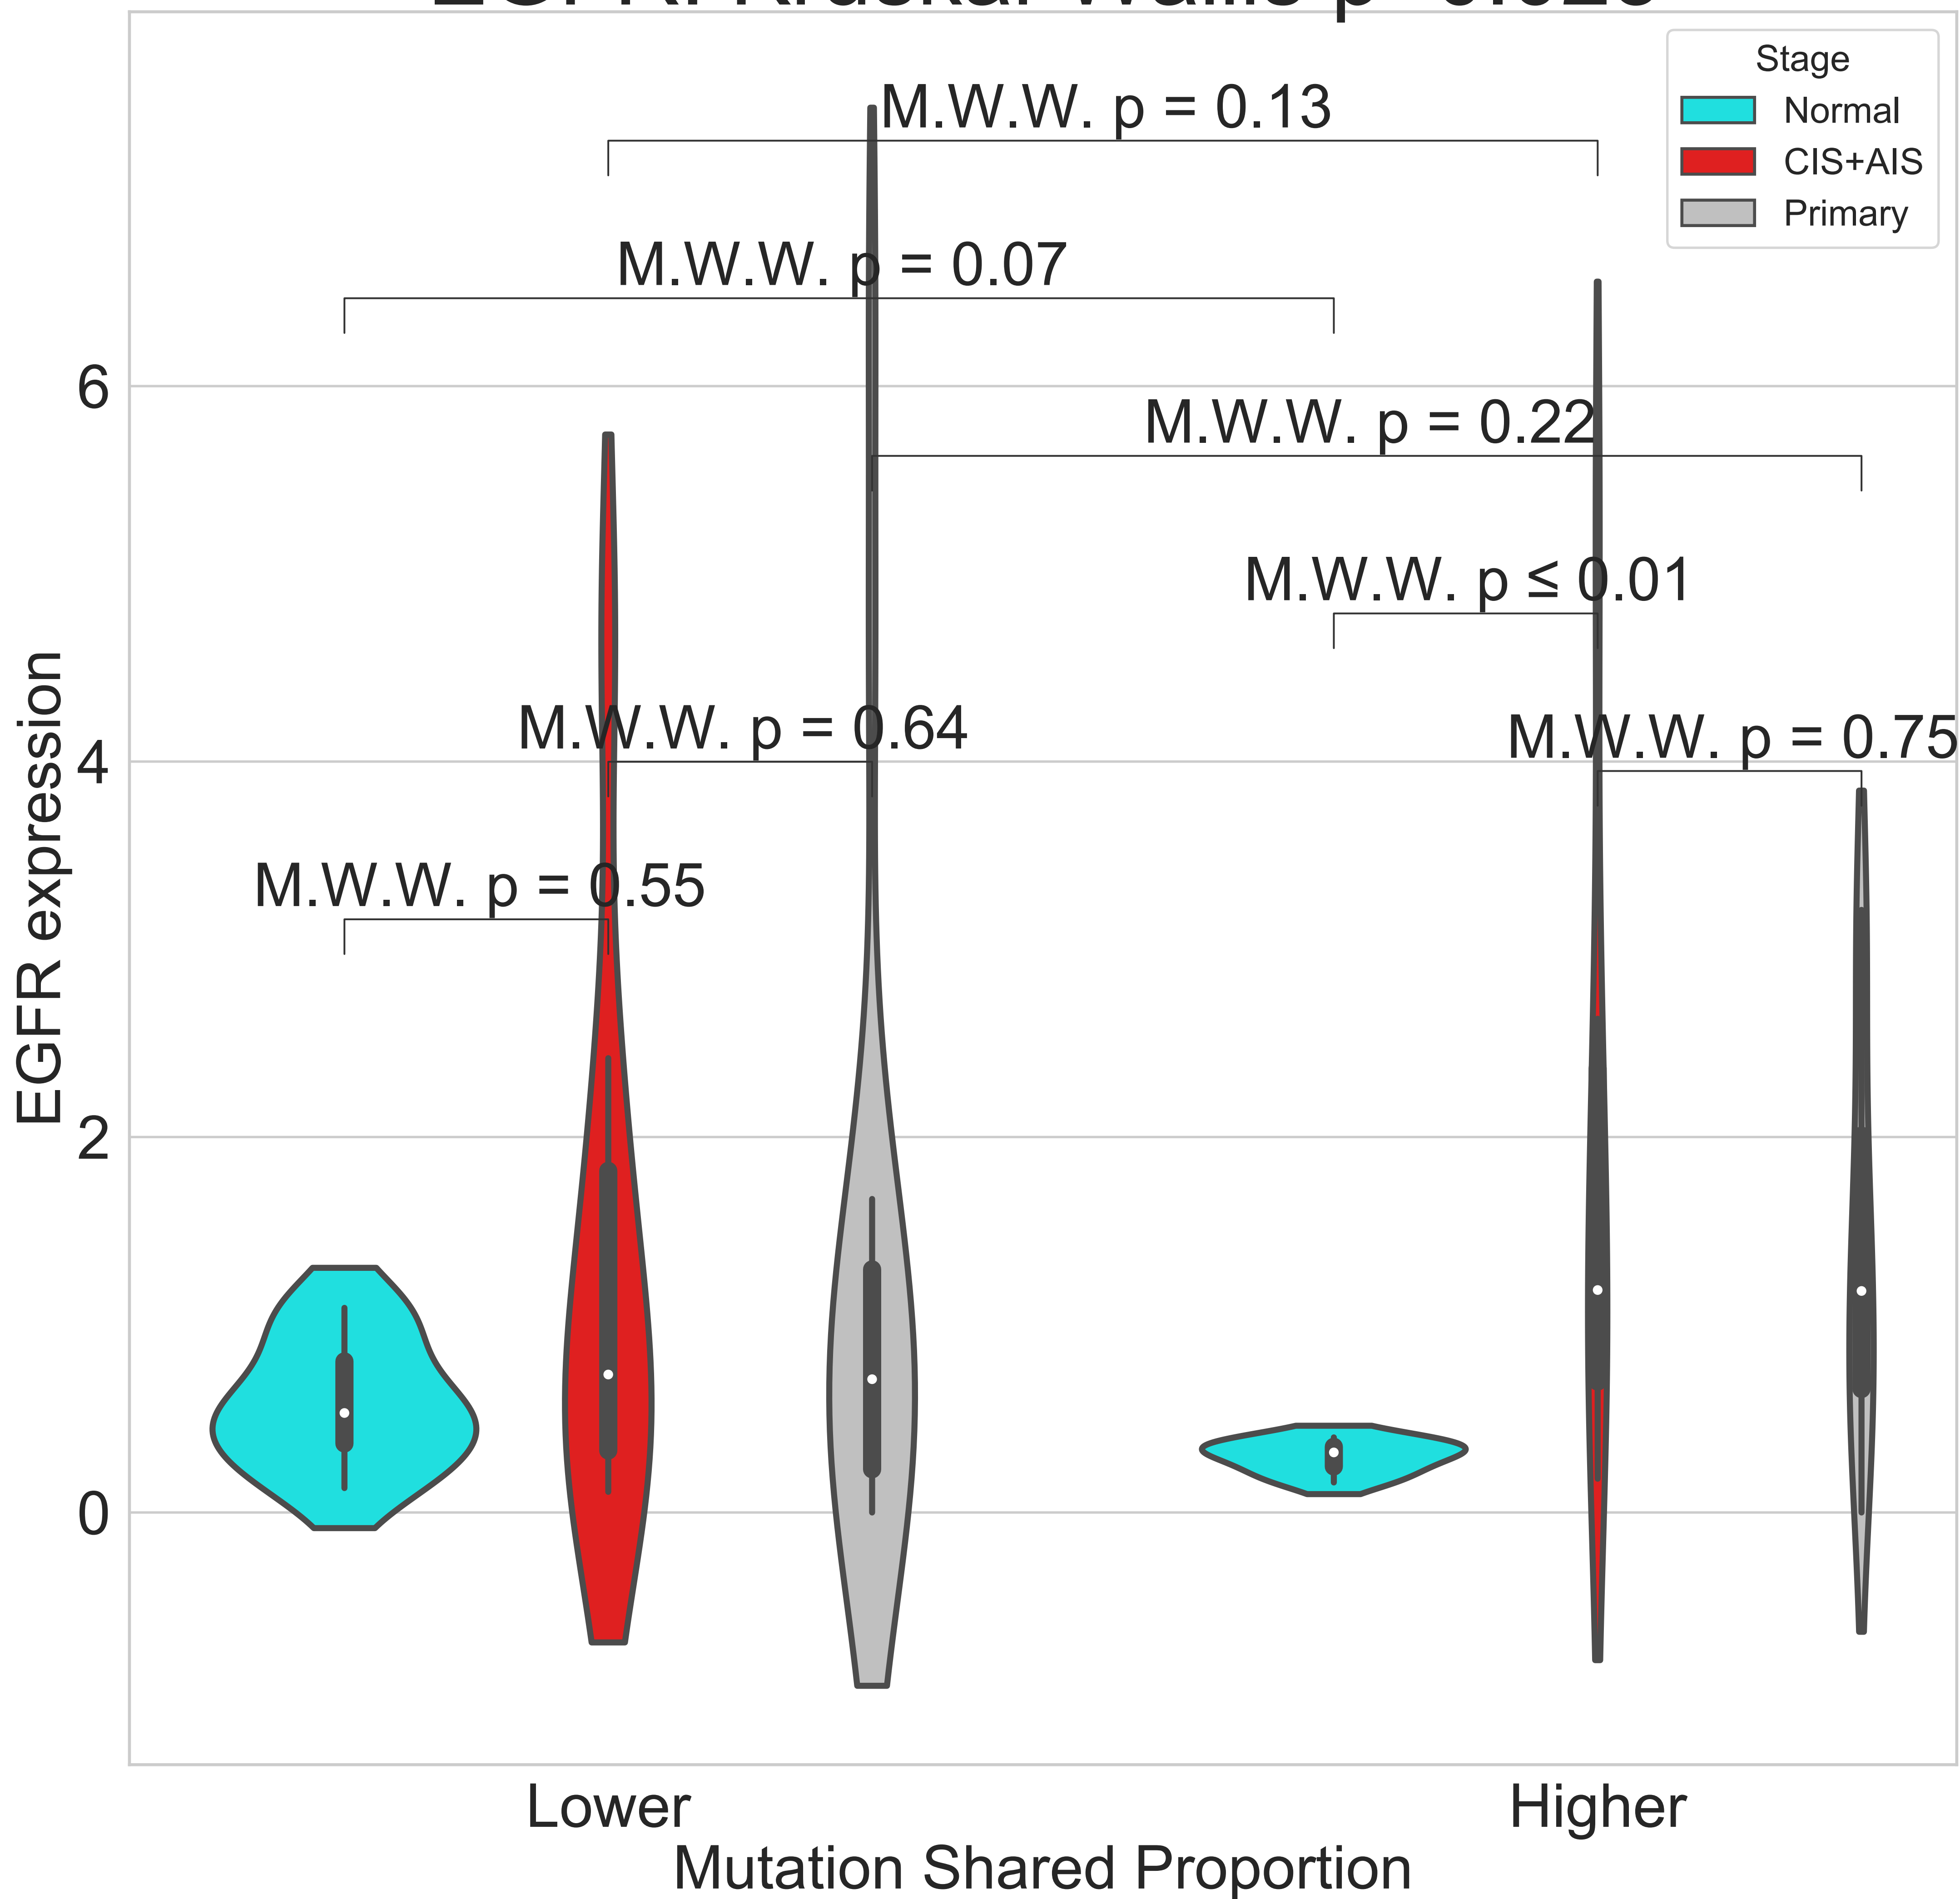 Stage
Normal
CIS+AIS
Primary
M.W.W. p = 0.13
M.W.W. p = 0.07
M.W.W. p = 0.22
M.W.W. p ≤ 0.01
M.W.W. p = 0.64
M.W.W. p = 0.75
M.W.W. p = 0.55
EGFR expression
6
4
2
0
Lower
Higher
Mutation Shared Proportion